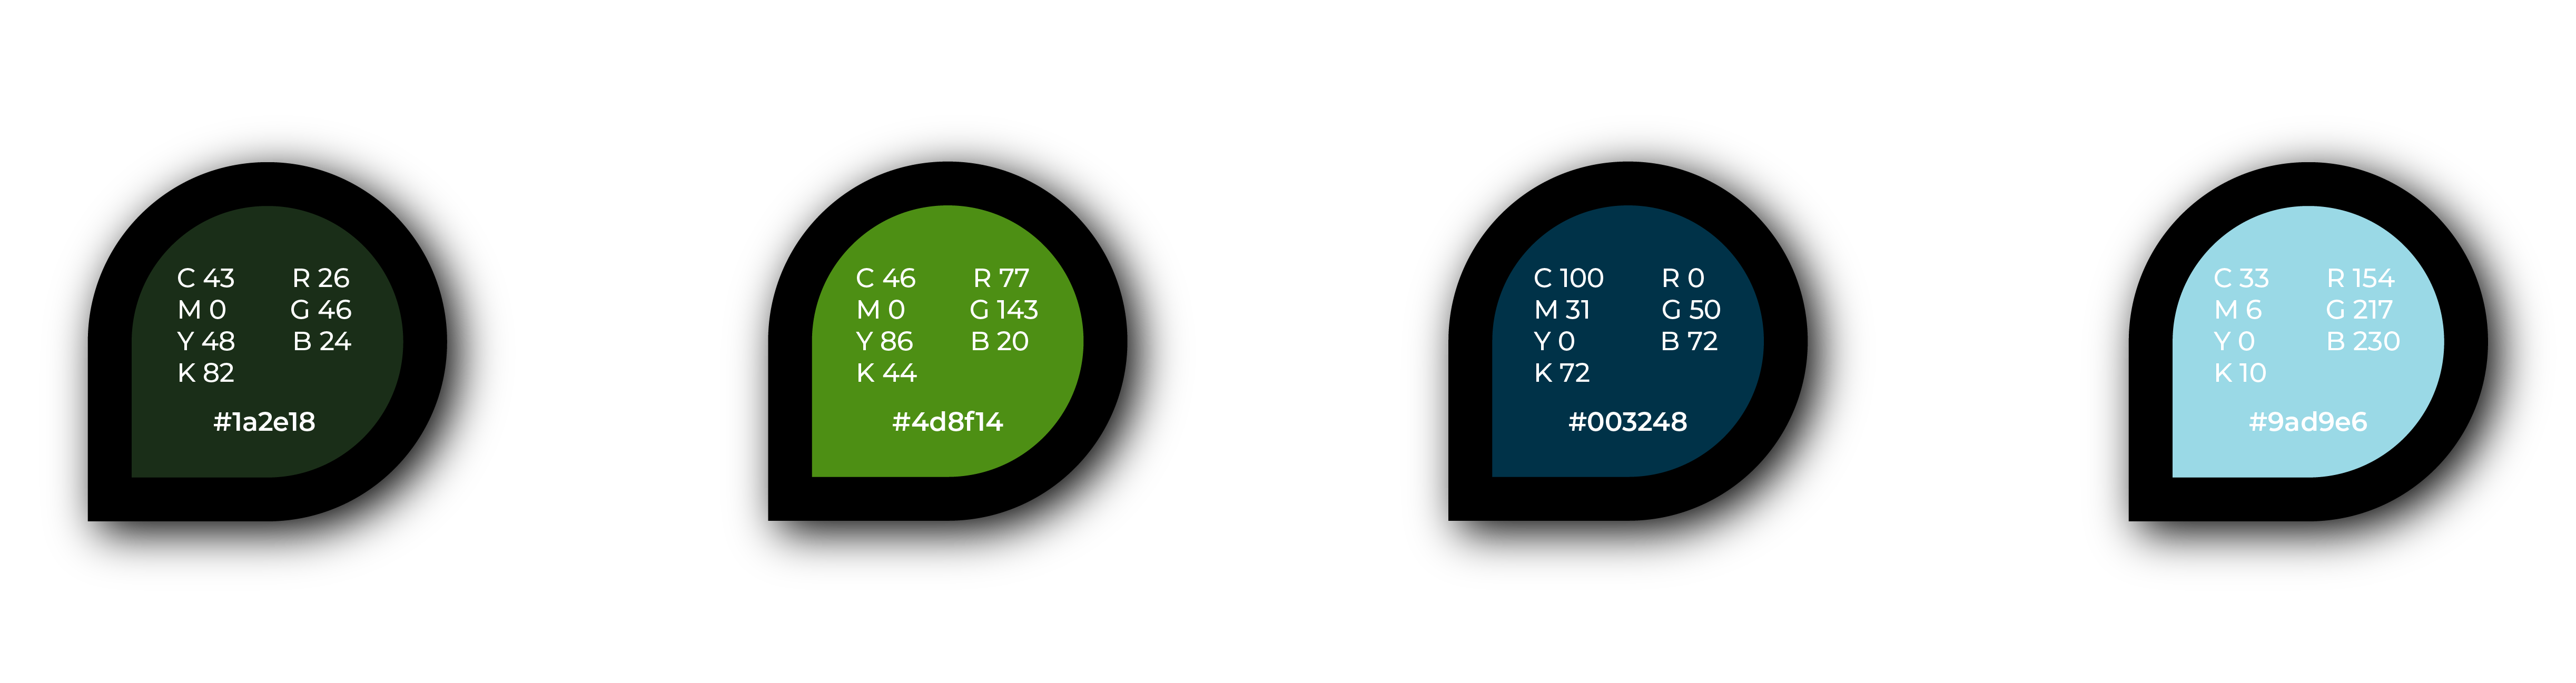 C 43 R 26
M 0 G 46
Y 48 B 24
K 82
#1a2e18
C 46 R 77
M 0 G 143
Y 86 B 20
K 44
#4d8f14
C 100 R 0
M 31 G 50
Y 0 B 72
K 72
#003248
C 33 R 154
M 6 G 217
Y 0 B 230
K 10
#9ad9e6